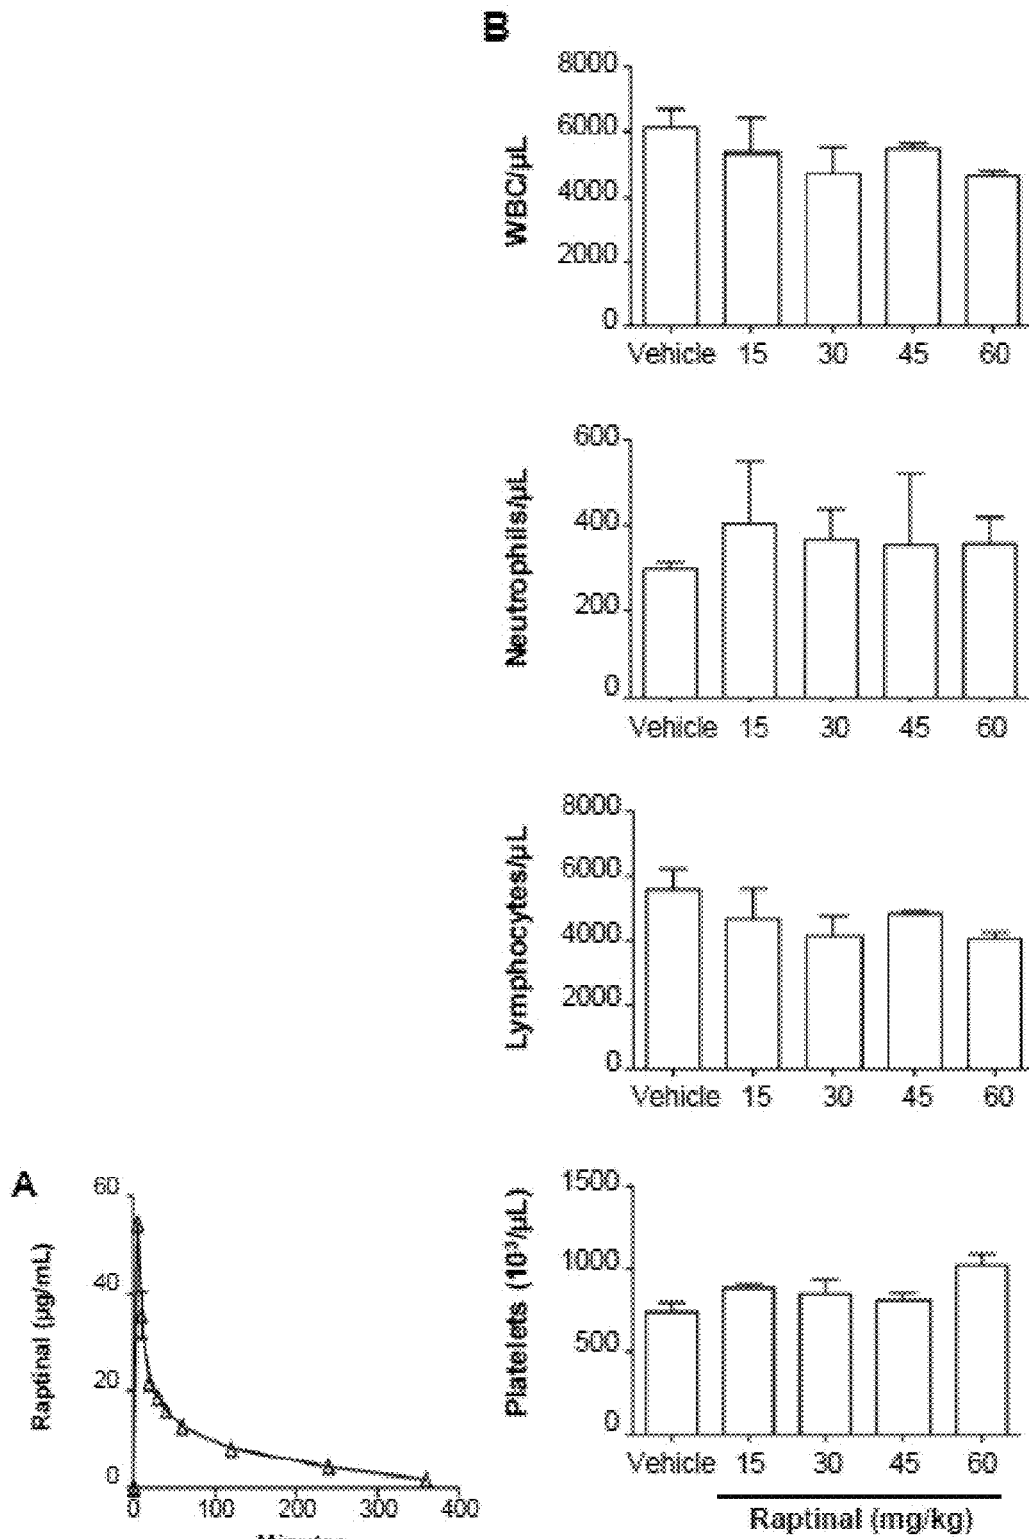 B
WBC/µL
8000
6000
4000
2000
0
Vehicle 15 30 45 60
Neutrophils/µL
600
400
200
0
Vehicle 15 30 45 60
Lymphocytes/µL
8000
6000
4000
2000
0
Vehicle 15 30 45 60
A
Raptinal (µg/mL)
60
40
20
0
0 100 200 300 400
Minutes
Platelets (10³/µL)
1500
1000
500
0
Vehicle 15 30 45 60
Raptinal (mg/kg)